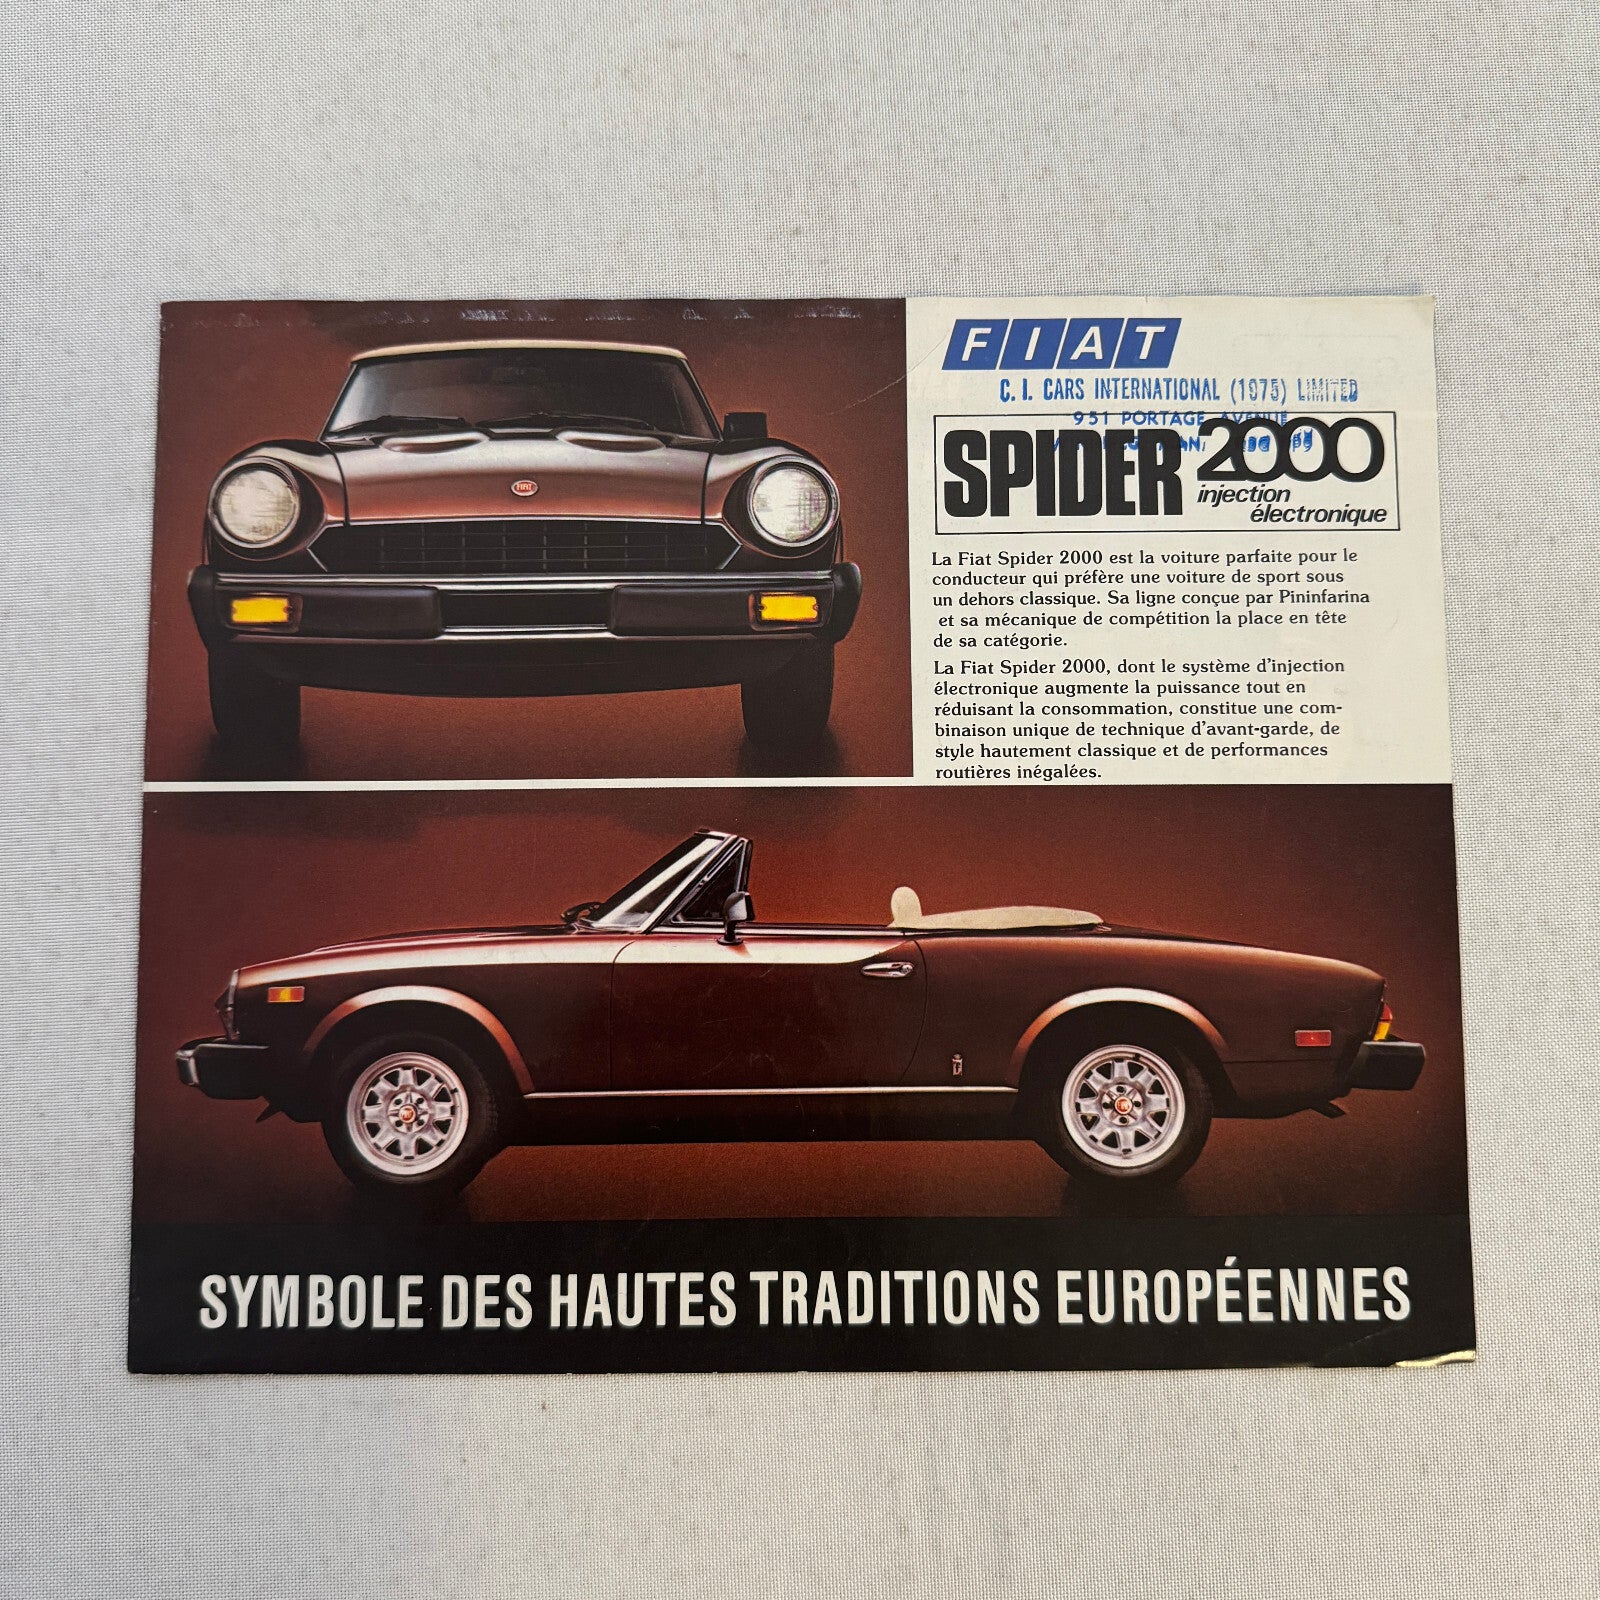 FIAT
C. I. CARS INTERNATIONAL (1975) LIMITED
951 PORTAGE AVENUE
SPIDER 2000
injection
électronique
La Fiat Spider 2000 est la voiture parfaite pour le
conducteur qui préfère une voiture de sport sous
un dehors classique. Sa ligne conçue par Pininfarina
et sa mécanique de compétition la place en tête
de sa catégorie.
La Fiat Spider 2000, dont le système d'injection
électronique augmente la puissance tout en
réduisant la consommation, constitue une com-
binaison unique de technique d'avant-garde, de
style hautement classique et de performances
routières inégalées.
FIAT
SYMBOLE DES HAUTES TRADITIONS EUROPÉENNES